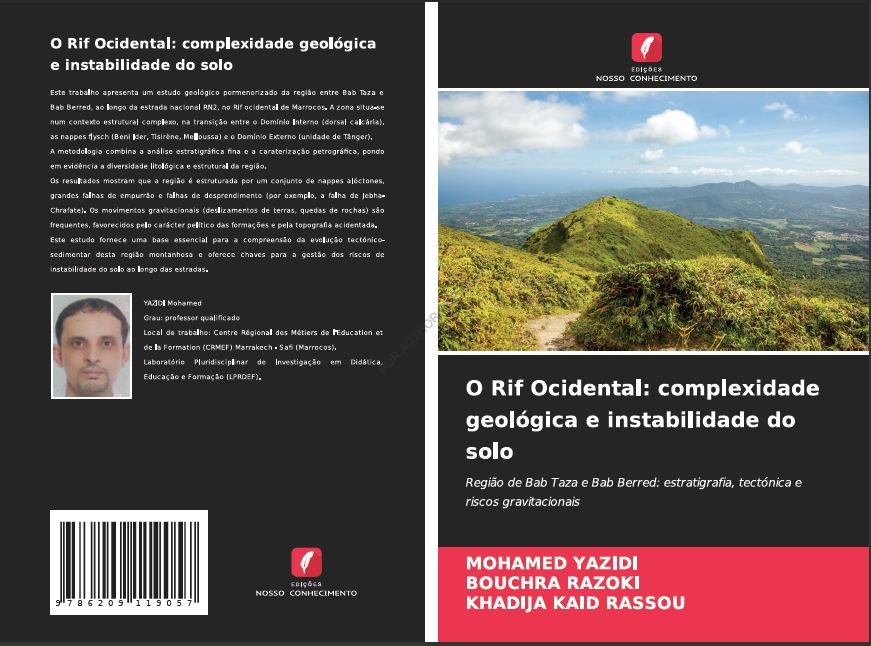 O Rif Ocidental: complexidade geológica
e instabilidade do solo
Este trabalho apresenta um estudo geológico pormenorizado da região entre Bab Taza e
Bab Berred, ao longo da estrada nacional RN2, no Rif ocidental de Marrocos. A zona situa-se
num contexto estrutural complexo, na transição entre o Domínio Interno (dorsal calcária),
as nappes flysch (Beni Ider, Tisirène, Melloussa) e o Domínio Externo (unidade de Tânger).
A metodologia combina a análise estratigráfica fina e a caraterização petrográfica, pondo
em evidência a diversidade litológica e estrutural da região.
Os resultados mostram que a região é estruturada por um conjunto de nappes alóctones,
grandes falhas de empurrão e falhas de desprendimento (por exemplo, a falha de Jebha-
Chrafate). Os movimentos gravitacionais (deslizamentos de terras, quedas de rochas) são
frequentes, favorecidos pelo carácter pelítico das formações e pela topografia acidentada.
Este estudo fornece uma base essencial para a compreensão da evolução tectónico-
sedimentar desta região montanhosa e oferece chaves para a gestão dos riscos de
instabilidade do solo ao longo das estradas.
YAZIDI Mohamed
Grau: professor qualificado
Local de trabalho: Centre Régional des Métiers de l'Education et
de la Formation (CRMEF) Marrakech - Safi (Marrocos).
Laboratório Pluridisciplinar de Investigação em Didática,
Educação e Formação (LPRDEF).
9 786209 119057
EDIÇÕES
NOSSO CONHECIMENTO
FOR AUTHOR
EDIÇÕES
NOSSO CONHECIMENTO
O Rif Ocidental: complexidade
geológica e instabilidade do
solo
Região de Bab Taza e Bab Berred: estratigrafia, tectónica e
riscos gravitacionais
MOHAMED YAZIDI
BOUCHRA RAZOKI
KHADIJA KAID RASSOU